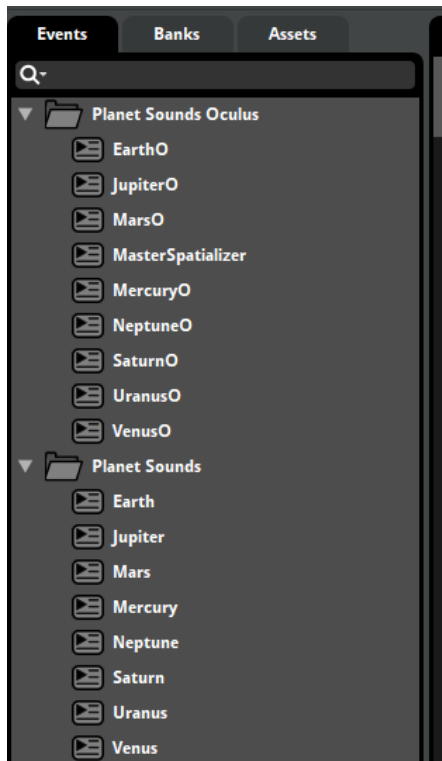 Events Banks Assets
Planet Sounds Oculus
EarthO
JupiterO
MarsO
MasterSpatializer
MercuryO
NeptuneO
SaturnO
UranusO
VenusO
Planet Sounds
Earth
Jupiter
Mars
Mercury
Neptune
Saturn
Uranus
Venus